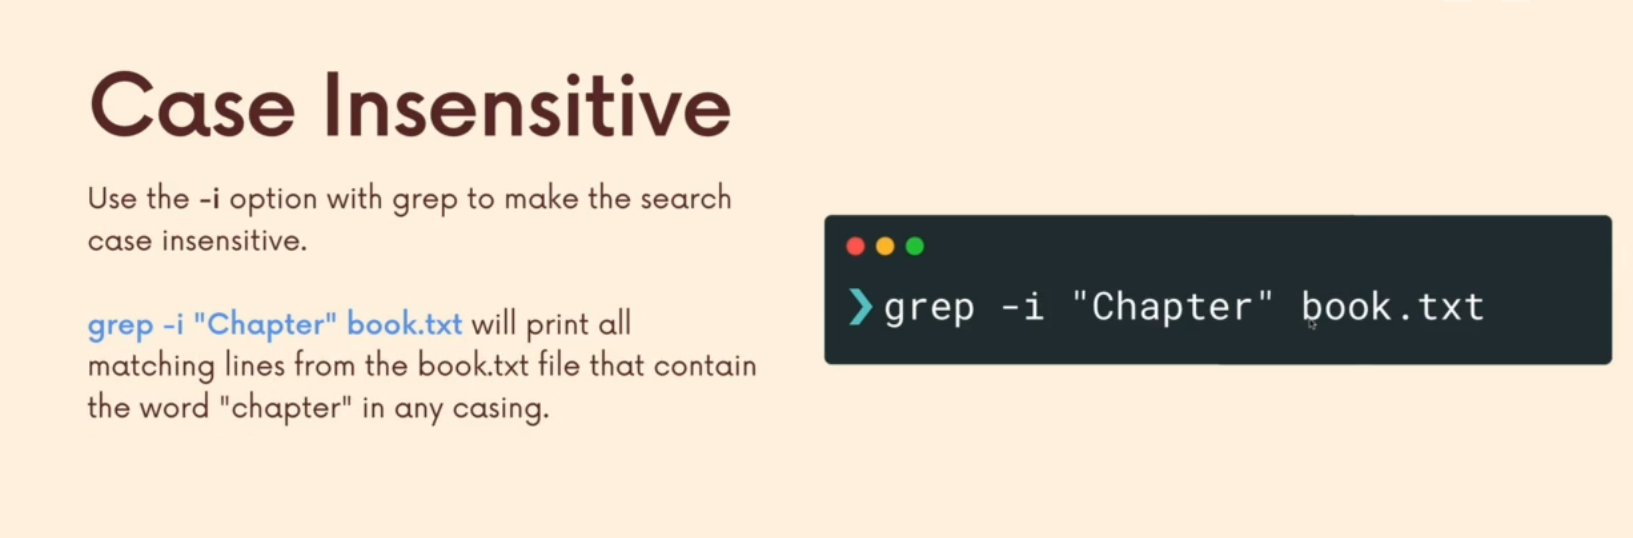 Case Insensitive
Use the -i option with grep to make the search
case insensitive.
grep -i "Chapter" book.txt will print all
matching lines from the book.txt file that contain
the word "chapter" in any casing.
❯ grep -i "Chapter" book.txt